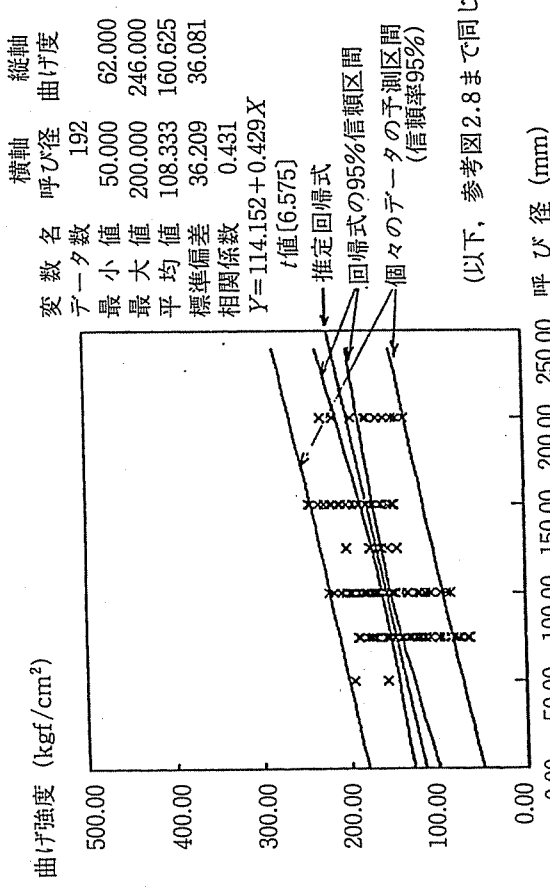 曲げ強度 (kgf/cm²)
500.00
400.00
300.00
200.00
100.00
0.00
0.00 50.00 100.00 150.00 200.00 250.00 呼び径 (mm)
横軸 縦軸
変数名 呼び径 曲げ度
データ数 192
最小値 50.000 62.000
最大値 200.000 246.000
平均値 108.333 160.625
標準偏差 36.209 36.081
相関係数 0.431
Y=114.152+0.429X
t値〔6.575〕
推定回帰式
回帰式の95%信頼区間
個々のデータの予測区間
(信頼率95%)
(以下，参考図2.8まで同じ